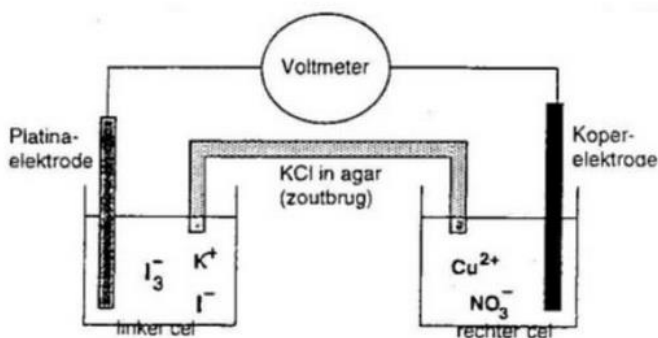 Voltmeter
Platina-
elektrode
KCl in agar
(zoutbrug)
Koper-
elektrode
I₃⁻
K⁺
I⁻
Cu²⁺
NO₃⁻
linker cel
rechter cel